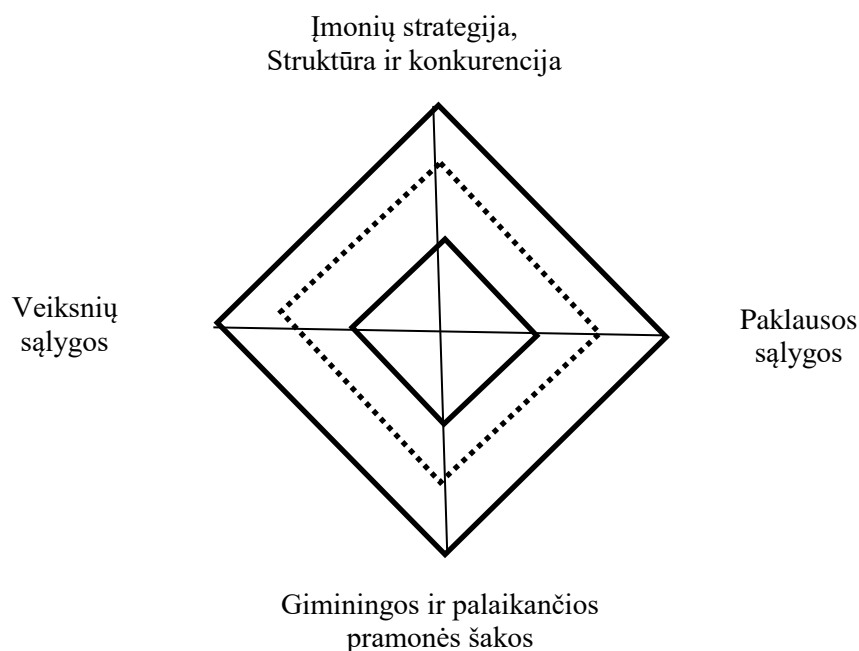 Įmonių strategija,
Struktūra ir konkurencija
Veiksnių
sąlygos
Paklausos
sąlygos
Giminingos ir palaikančios
pramonės šakos